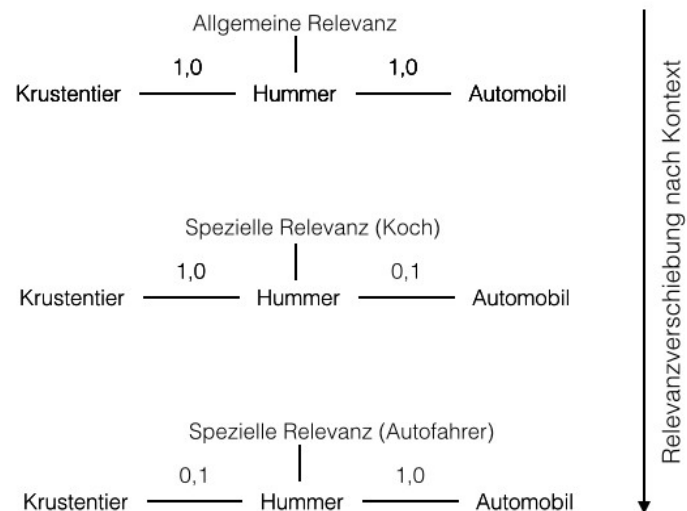 Allgemeine Relevanz
1,0 1,0
Krustentier Hummer Automobil
Spezielle Relevanz (Koch)
1,0 0,1
Krustentier Hummer Automobil
Spezielle Relevanz (Autofahrer)
0,1 1,0
Krustentier Hummer Automobil
Relevanzverschiebung nach Kontext